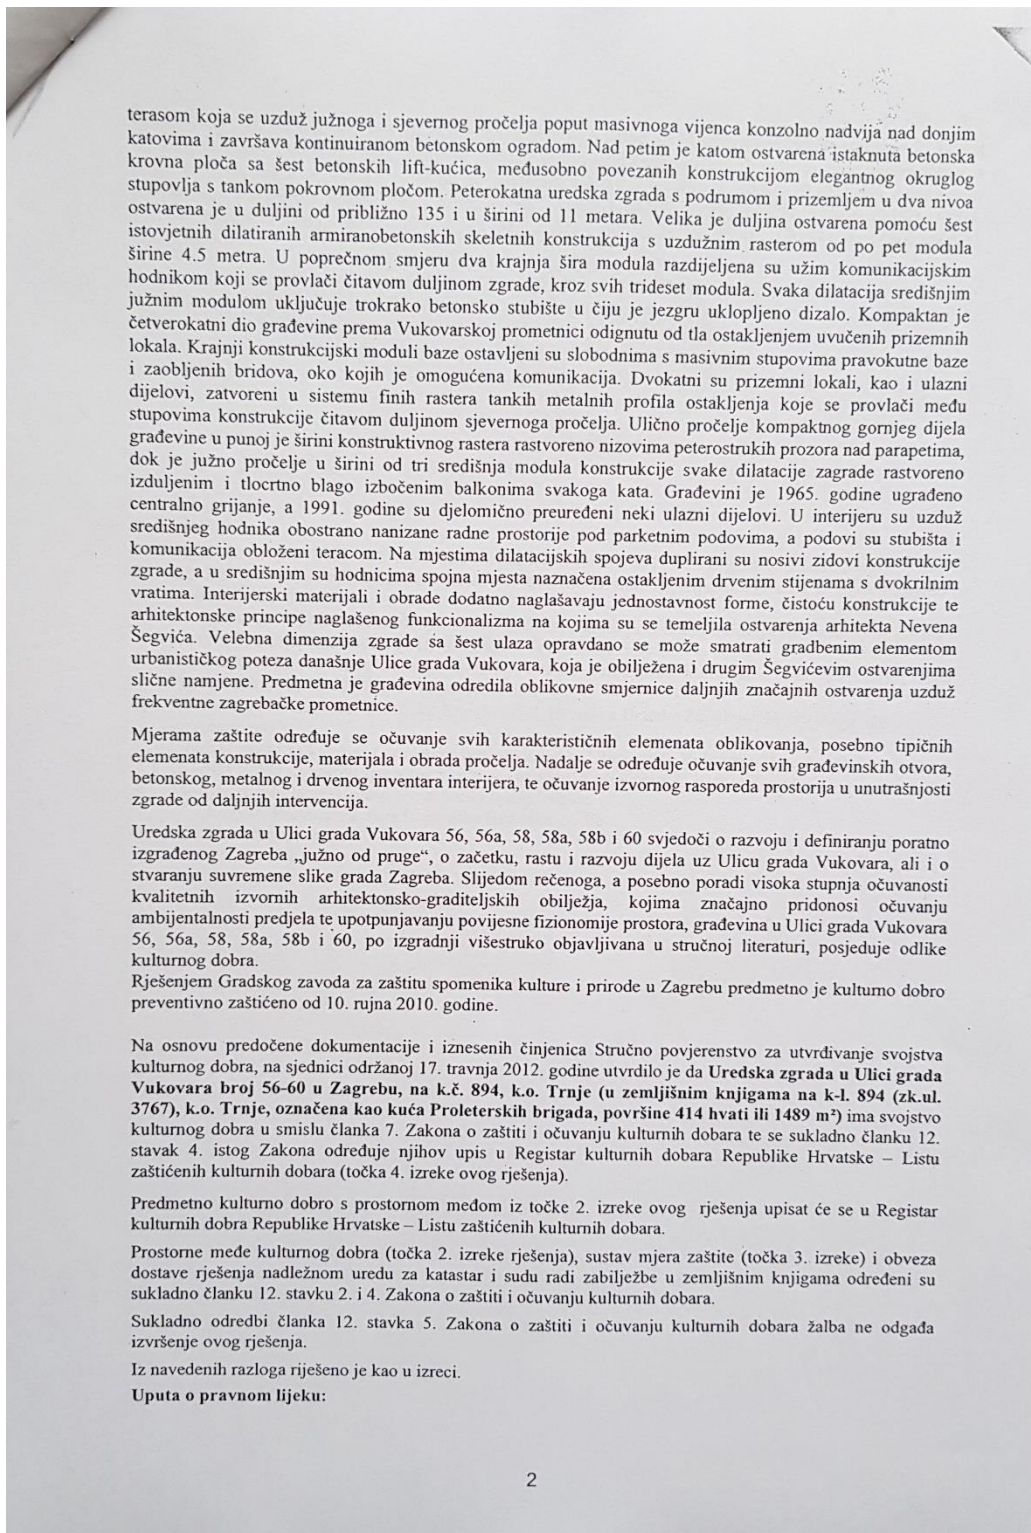 terasom koja se uzduž južnoga i sjevernog pročelja poput masivnoga vijenca konzolno nadvija nad donjim
katovima i završava kontinuiranom betonskom ogradom. Nad petim je katom ostvarena istaknuta betonska
krovna ploča sa šest betonskih lift-kućica, međusobno povezanih konstrukcijom elegantnog okruglog
stupovlja s tankom pokrovnom pločom. Peterokatna uredska zgrada s podrumom i prizemljem u dva nivoa
ostvarena je u duljini od približno 135 i u širini od 11 metara. Velika je duljina ostvarena pomoću šest
istovjetnih dilatiranih armiranobetonskih skeletnih konstrukcija s uzdužnim rasterom od po pet modula
širine 4.5 metra. U poprečnom smjeru dva krajnja šira modula razdijeljena su užim komunikacijskim
hodnikom koji se provlači čitavom duljinom zgrade, kroz svih trideset modula. Svaka dilatacija središnjim
južnim modulom uključuje trokrako betonsko stubište u čiju je jezgru uklopljeno dizalo. Kompaktan je
četverokatni dio građevine prema Vukovarskoj prometnici odignutu od tla ostakljenjem uvučenih prizemnih
lokala. Krajnji konstrukcijski moduli baze ostavljeni su slobodnima s masivnim stupovima pravokutne baze
i zaobljenih bridova, oko kojih je omogućena komunikacija. Dvokatni su prizemni lokali, kao i ulazni
dijelovi, zatvoreni u sistemu finih rastera tankih metalnih profila ostakljenja koje se provlači među
stupovima konstrukcije čitavom duljinom sjevernoga pročelja. Ulično pročelje kompaktnog gornjeg dijela
građevine u punoj je širini konstruktivnog rastera rastvoreno nizovima peterostrukih prozora nad parapetima,
dok je južno pročelje u širini od tri središnja modula konstrukcije svake dilatacije zagrade rastvoreno
izduljenim i tlocrtno blago izbočenim balkonima svakoga kata. Građevini je 1965. godine ugrađeno
centralno grijanje, a 1991. godine su djelomično preuređeni neki ulazni dijelovi. U interijeru su uzduž
središnjeg hodnika obostrano nanizane radne prostorije pod parketnim podovima, a podovi su stubišta i
komunikacija obloženi teracom. Na mjestima dilatacijskih spojeva duplirani su nosivi zidovi konstrukcije
zgrade, a u središnjim su hodnicima spojna mjesta naznačena ostakljenim drvenim stijenama s dvokrilnim
vratima. Interijerski materijali i obrade dodatno naglašavaju jednostavnost forme, čistoću konstrukcije te
arhitektonske principe naglašenog funkcionalizma na kojima su se temeljila ostvarenja arhitekta Nevena
Šegvića. Velebna dimenzija zgrade sa šest ulaza opravdano se može smatrati gradbenim elementom
urbanističkog poteza današnje Ulice grada Vukovara, koja je obilježena i drugim Šegvićevim ostvarenjima
slične namjene. Predmetna je građevina odredila oblikovne smjernice daljnjih značajnih ostvarenja uzduž
frekventne zagrebačke prometnice.
Mjerama zaštite određuje se očuvanje svih karakterističnih elemenata oblikovanja, posebno tipičnih
elemenata konstrukcije, materijala i obrada pročelja. Nadalje se određuje očuvanje svih građevinskih otvora,
betonskog, metalnog i drvenog inventara interijera, te očuvanje izvornog rasporeda prostorija u unutrašnjosti
zgrade od daljnjih intervencija.
Uredska zgrada u Ulici grada Vukovara 56, 56a, 58, 58a, 58b i 60 svjedoči o razvoju i definiranju poratno
izgrađenog Zagreba „južno od pruge“, o začetku, rastu i razvoju dijela uz Ulicu grada Vukovara, ali i o
stvaranju suvremene slike grada Zagreba. Slijedom rečenoga, a posebno poradi visoka stupnja očuvanosti
kvalitetnih izvornih arhitektonsko-graditeljskih obilježja, kojima značajno pridonosi očuvanju
ambijentalnosti predjela te upotpunjavanju povijesne fizionomije prostora, građevina u Ulici grada Vukovara
56, 56a, 58, 58a, 58b i 60, po izgradnji višestruko objavljivana u stručnoj literaturi, posjeduje odlike
kulturnog dobra.
Rješenjem Gradskog zavoda za zaštitu spomenika kulture i prirode u Zagrebu predmetno je kulturno dobro
preventivno zaštićeno od 10. rujna 2010. godine.
Na osnovu predočene dokumentacije i iznesenih činjenica Stručno povjerenstvo za utvrđivanje svojstva
kulturnog dobra, na sjednici održanoj 17. travnja 2012. godine utvrdilo je da Uredska zgrada u Ulici grada
Vukovara broj 56-60 u Zagrebu, na k.č. 894, k.o. Trnje (u zemljišnim knjigama na k-l. 894 (zk.ul.
3767), k.o. Trnje, označena kao kuća Proleterskih brigada, površine 414 hvati ili 1489 m²) ima svojstvo
kulturnog dobra u smislu članka 7. Zakona o zaštiti i očuvanju kulturnih dobara te se sukladno članku 12.
stavak 4. istog Zakona određuje njihov upis u Registar kulturnih dobara Republike Hrvatske – Listu
zaštićenih kulturnih dobara (točka 4. izreke ovog rješenja).
Predmetno kulturno dobro s prostornom međom iz točke 2. izreke ovog rješenja upisat će se u Registar
kulturnih dobra Republike Hrvatske – Listu zaštićenih kulturnih dobara.
Prostorne međe kulturnog dobra (točka 2. izreke rješenja), sustav mjera zaštite (točka 3. izreke) i obveza
dostave rješenja nadležnom uredu za katastar i sudu radi zabilježbe u zemljišnim knjigama određeni su
sukladno članku 12. stavku 2. i 4. Zakona o zaštiti i očuvanju kulturnih dobara.
Sukladno odredbi članka 12. stavka 5. Zakona o zaštiti i očuvanju kulturnih dobara žalba ne odgađa
izvršenje ovog rješenja.
Iz navedenih razloga riješeno je kao u izreci.
Uputa o pravnom lijeku:
2